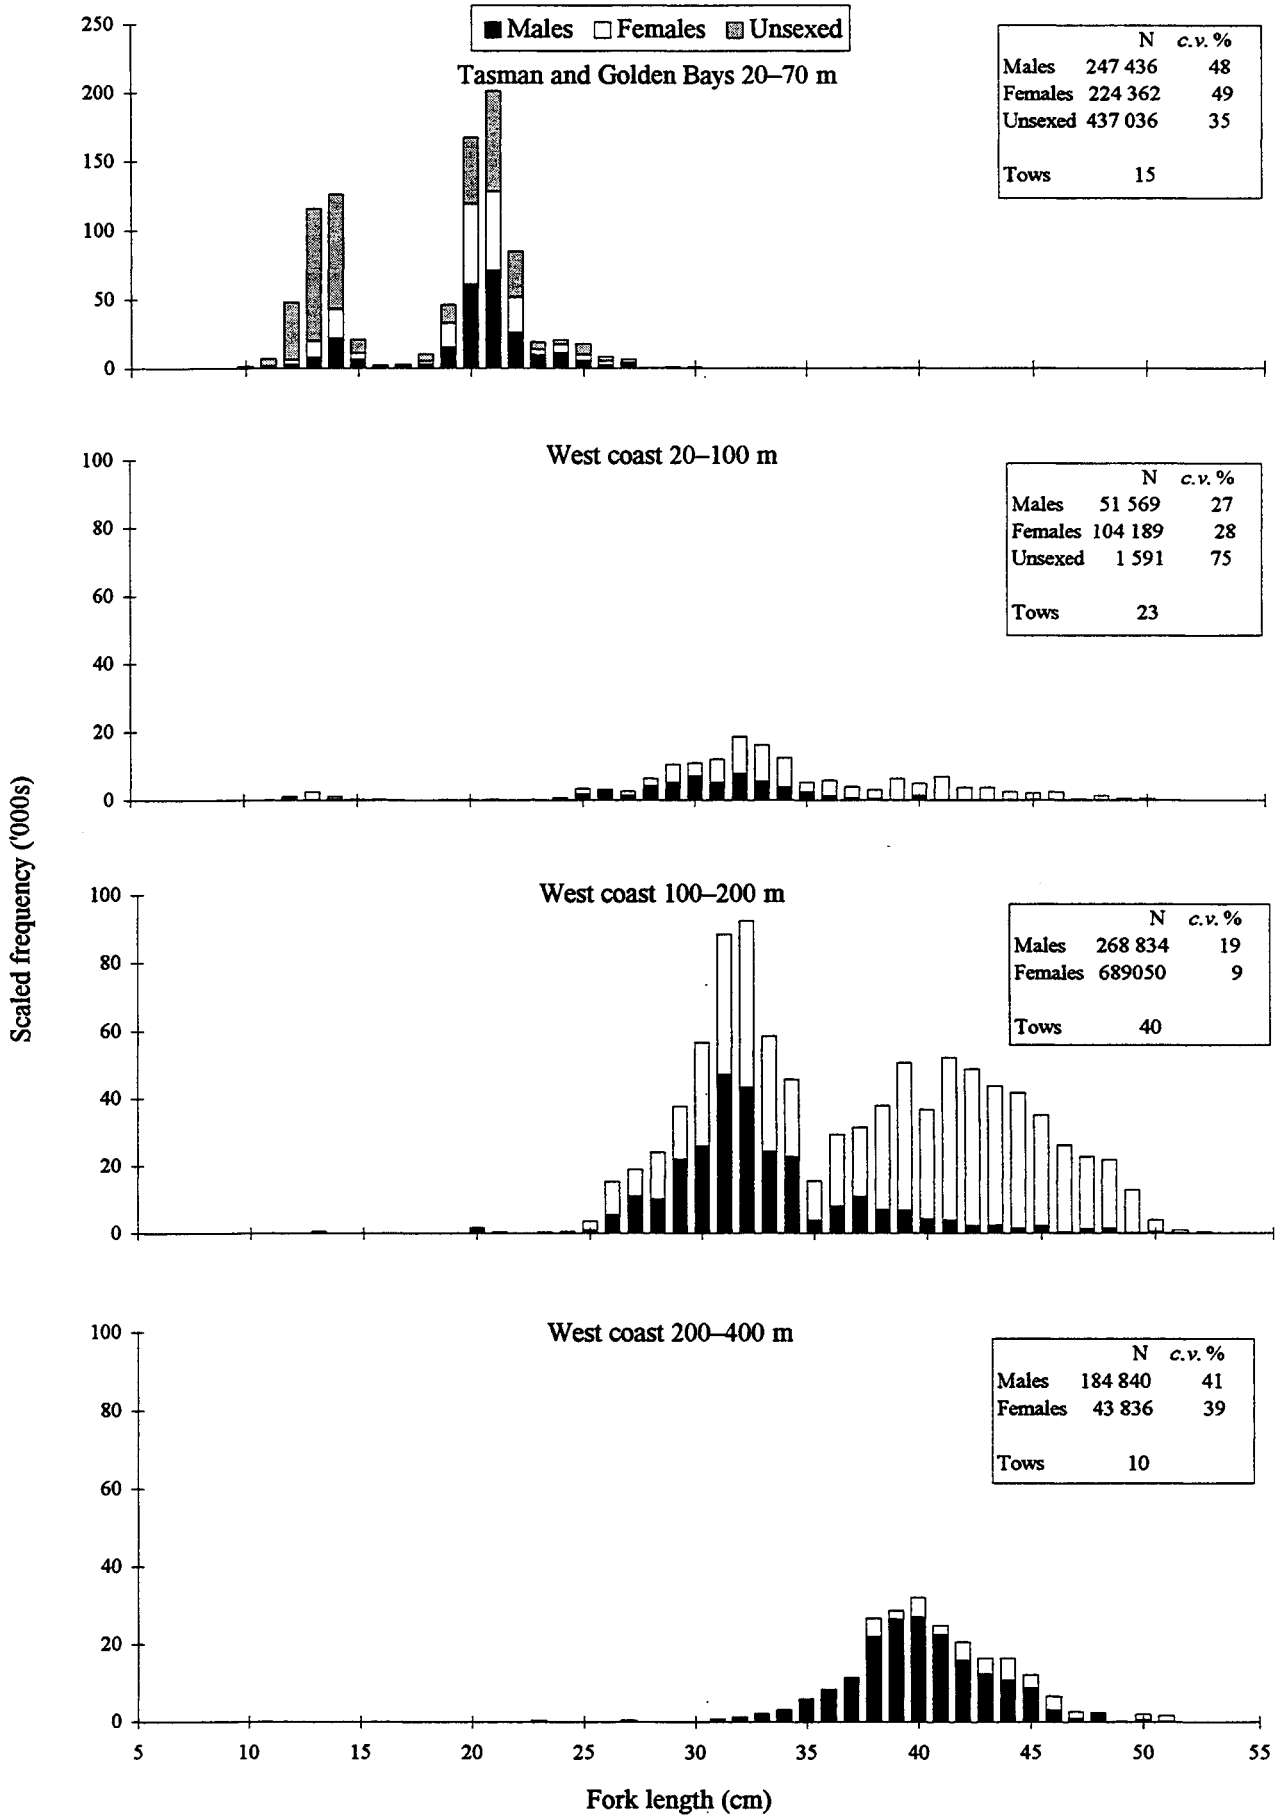 Males Females Unsexed
Tasman and Golden Bays 20–70 m
250
200
150
100
50
0
N c.v. %
Males 247 436 48
Females 224 362 49
Unsexed 437 036 35
Tows 15
West coast 20–100 m
100
80
60
40
20
0
N c.v. %
Males 51 569 27
Females 104 189 28
Unsexed 1 591 75
Tows 23
Scaled frequency ('000s)
West coast 100–200 m
100
80
60
40
20
0
N c.v. %
Males 268 834 19
Females 689050 9
Tows 40
West coast 200–400 m
100
80
60
40
20
0
N c.v. %
Males 184 840 41
Females 43 836 39
Tows 10
5 10 15 20 25 30 35 40 45 50 55
Fork length (cm)